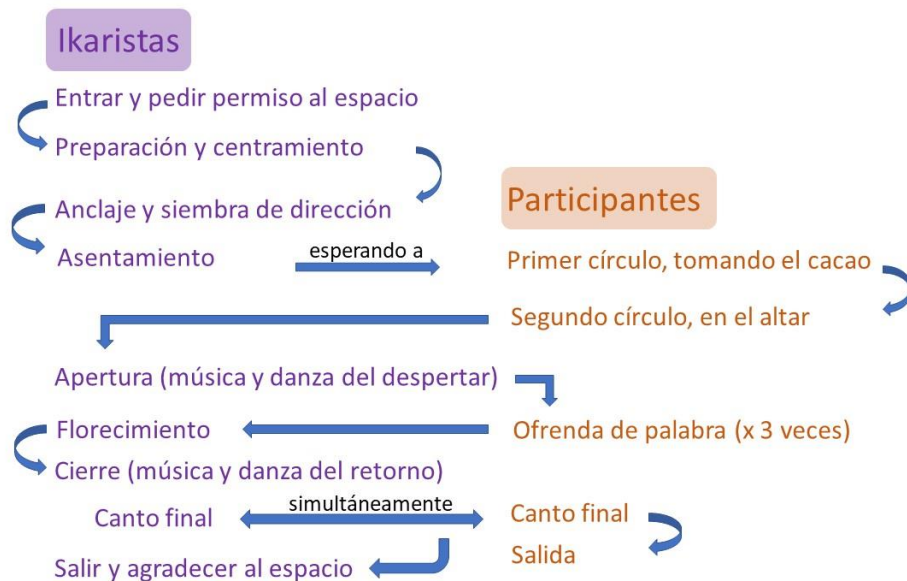 Ikaristas
Entrar y pedir permiso al espacio
Preparación y centramiento
Anclaje y siembra de dirección
Participantes
Asentamiento
esperando a
Primer círculo, tomando el cacao
Segundo círculo, en el altar
Apertura (música y danza del despertar)
Florecimiento
Ofrenda de palabra (x 3 veces)
Cierre (música y danza del retorno)
Canto final
simultáneamente
Canto final
Salida
Salir y agradecer al espacio